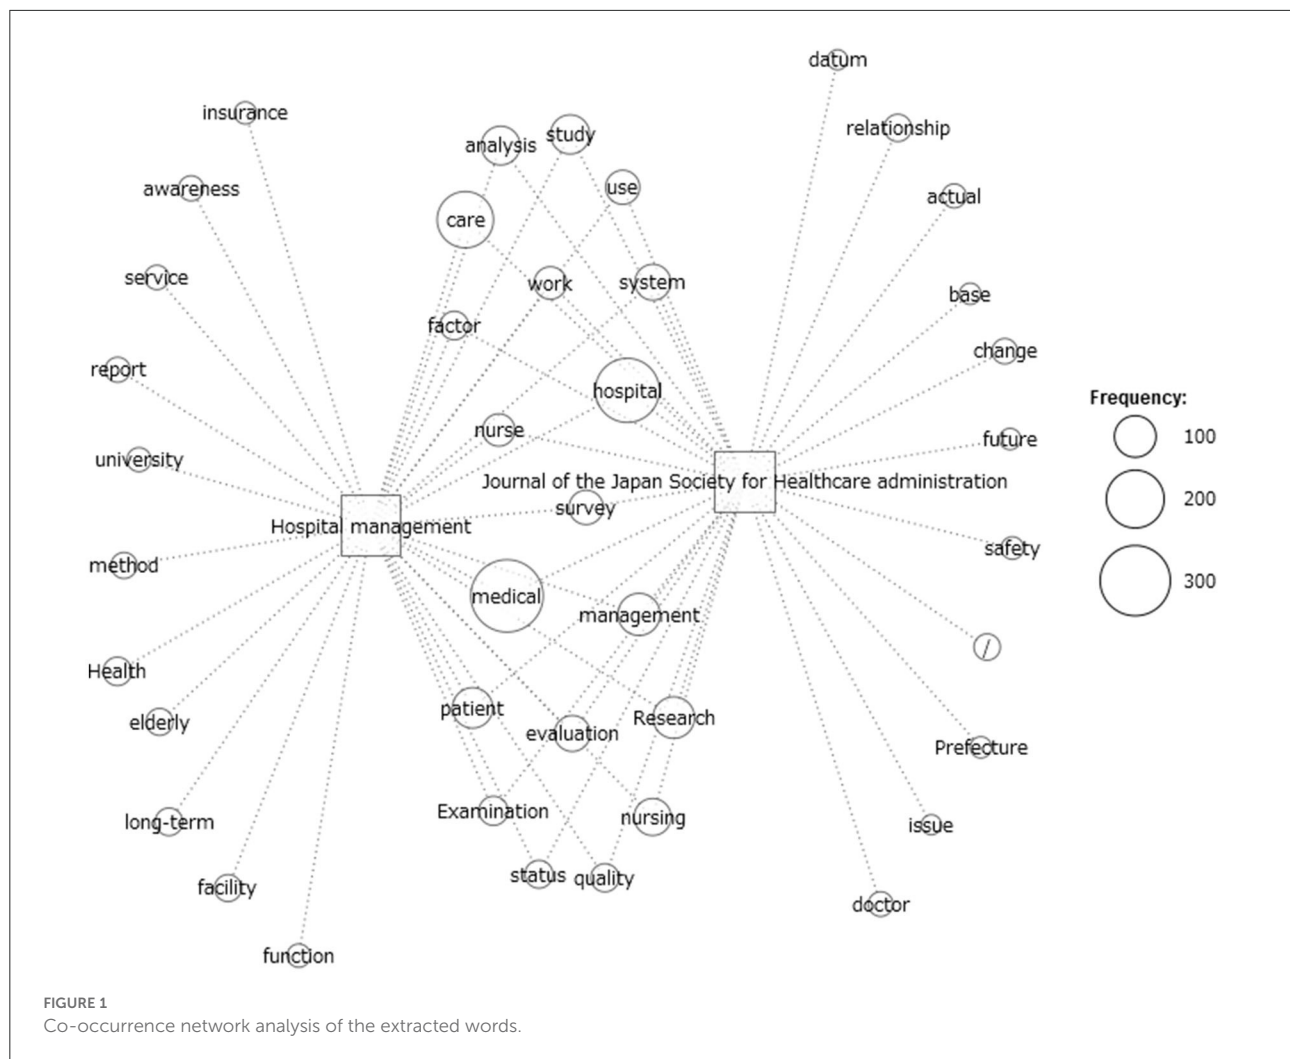 datum
insurance
relationship
study
analysis
awareness
use
actual
care
service
work
system
base
factor
change
report
hospital
Frequency:
nurse
100
future
university
Journal of the Japan Society for Healthcare administration
200
survey
Hospital management
safety
method
300
medical
management
/
Health
patient
Research
elderly
evaluation
Prefecture
Examination
nursing
long-term
issue
status
quality
facility
doctor
function
FIGURE 1
Co-occurrence network analysis of the extracted words.